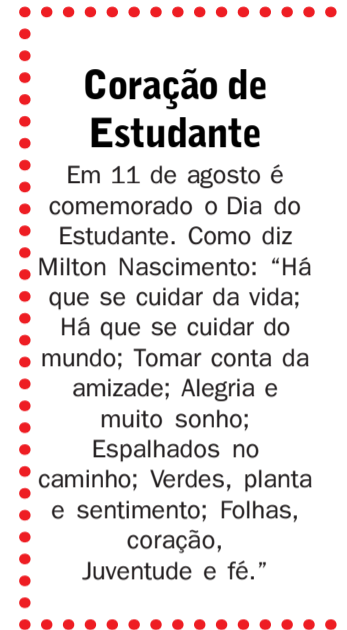 Coração de
Estudante
Em 11 de agosto é
comemorado o Dia do
Estudante. Como diz
Milton Nascimento: “Há
que se cuidar da vida;
Há que se cuidar do
mundo; Tomar conta da
amizade; Alegria e
muito sonho;
Espalhados no
caminho; Verdes, planta
e sentimento; Folhas,
coração,
Juventude e fé.”